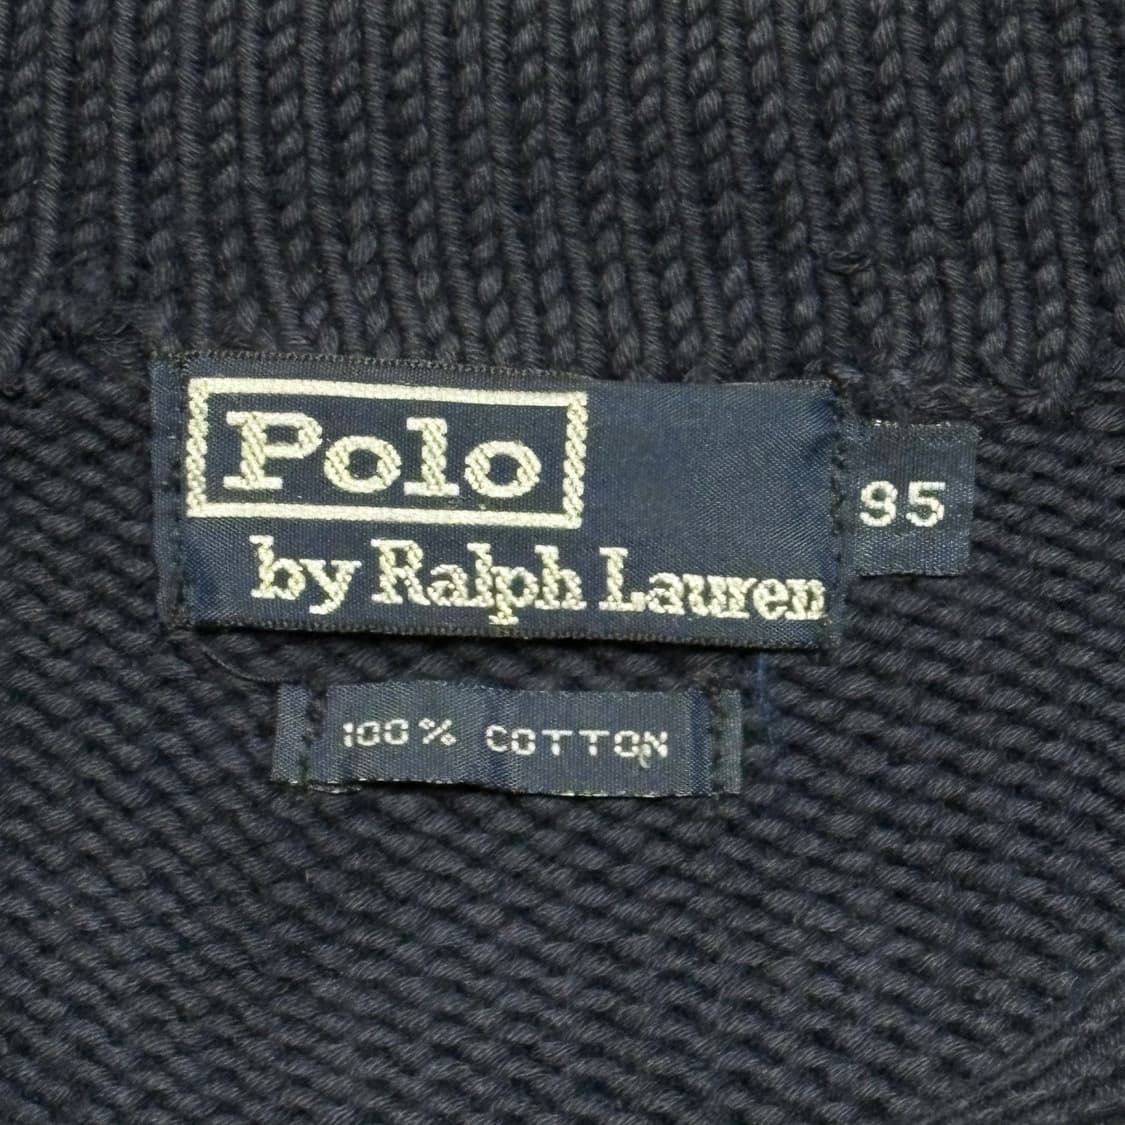 Polo
by Ralph Lauren
95
100% COTTON